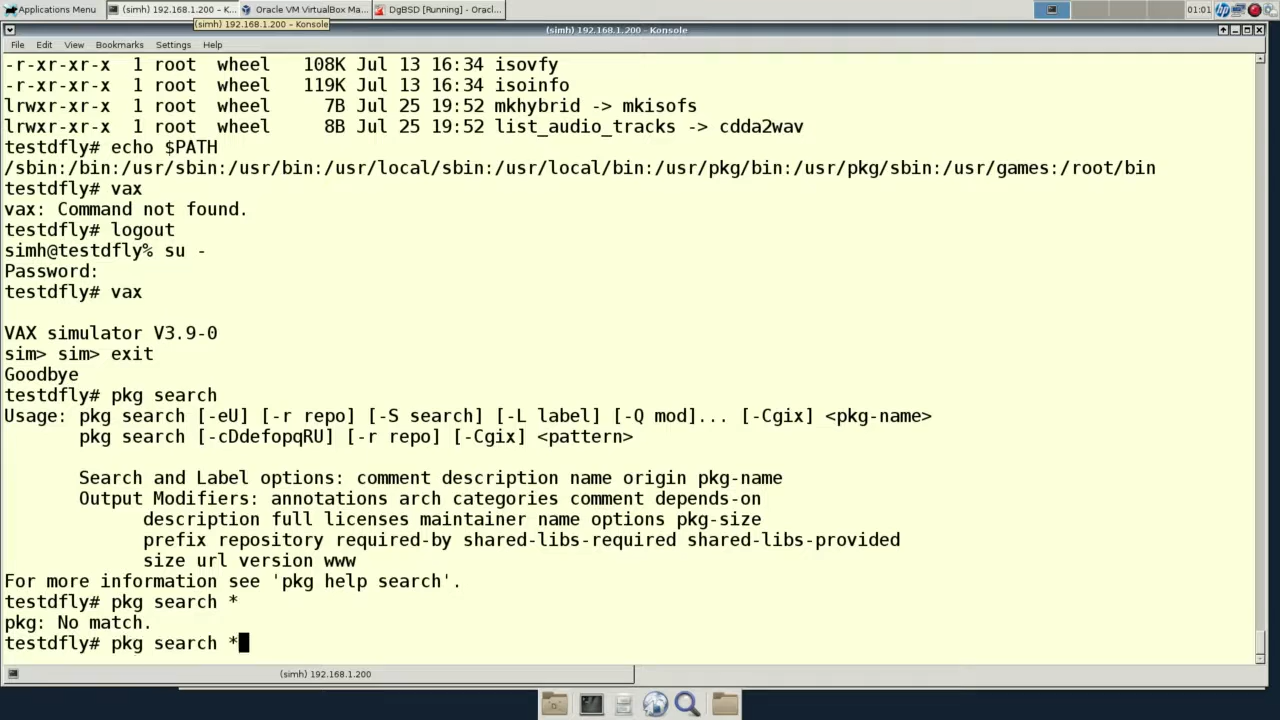 Applications Menu (simh) 192.168.1.200 - K... Oracle VM VirtualBox Ma... DgBSD [Running] - Oracl... 01:01
(simh) 192.168.1.200 - Konsole
(simh) 192.168.1.200 - Konsole
File Edit View Bookmarks Settings Help
-r-xr-xr-x 1 root wheel 108K Jul 13 16:34 isovfy
-r-xr-xr-x 1 root wheel 119K Jul 13 16:34 isoinfo
lrwxr-xr-x 1 root wheel 7B Jul 25 19:52 mkhybrid -> mkisofs
lrwxr-xr-x 1 root wheel 8B Jul 25 19:52 list_audio_tracks -> cdda2wav
testdfly# echo $PATH
/sbin:/bin:/usr/sbin:/usr/bin:/usr/local/sbin:/usr/local/bin:/usr/pkg/bin:/usr/pkg/sbin:/usr/games:/root/bin
testdfly# vax
vax: Command not found.
testdfly# logout
simh@testdfly% su -
Password:
testdfly# vax
VAX simulator V3.9-0
sim> sim> exit
Goodbye
testdfly# pkg search
Usage: pkg search [-eU] [-r repo] [-S search] [-L label] [-Q mod]... [-Cgix] <pkg-name>
pkg search [-cDdefopqRU] [-r repo] [-Cgix] <pattern>
Search and Label options: comment description name origin pkg-name
Output Modifiers: annotations arch categories comment depends-on
description full licenses maintainer name options pkg-size
prefix repository required-by shared-libs-required shared-libs-provided
size url version www
For more information see 'pkg help search'.
testdfly# pkg search *
pkg: No match.
testdfly# pkg search *
(simh) 192.168.1.200